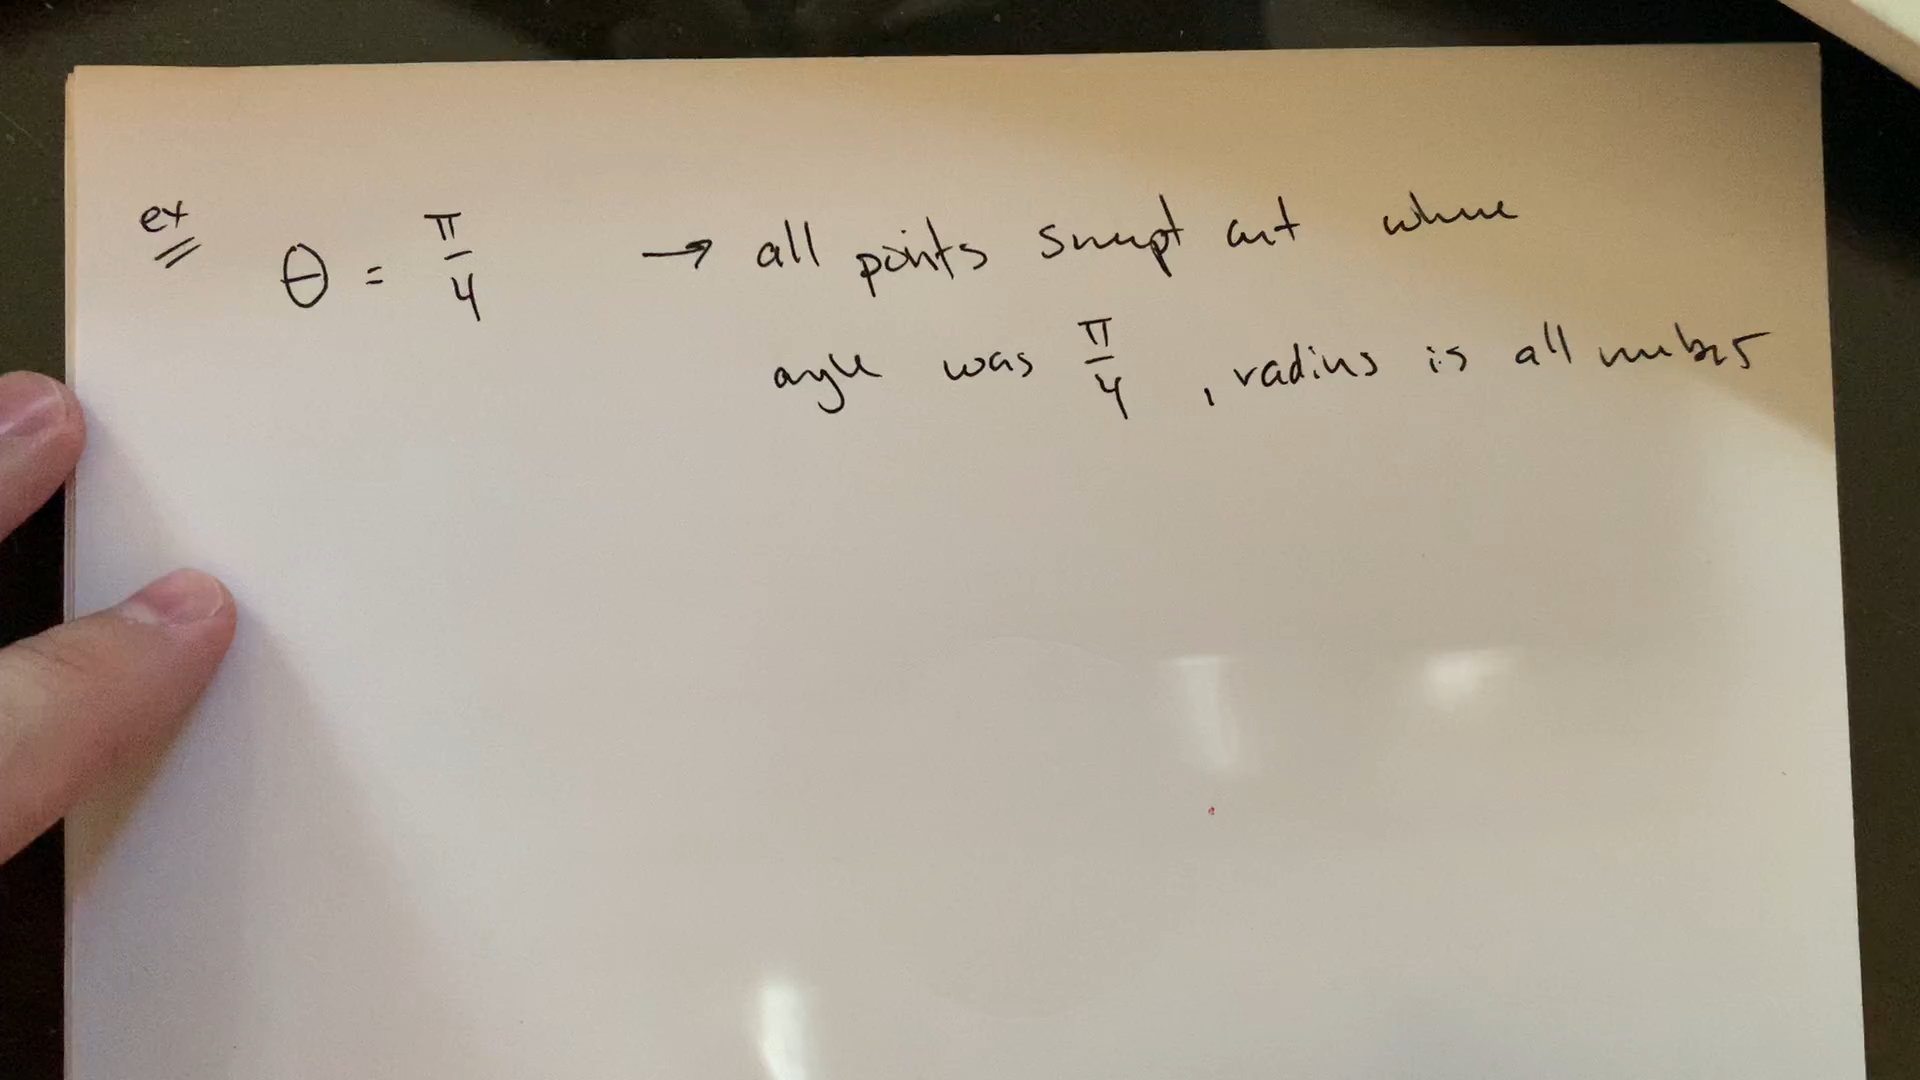 ex θ = π/4 → all points swept out where
angle was π/4 , radius is all numbers